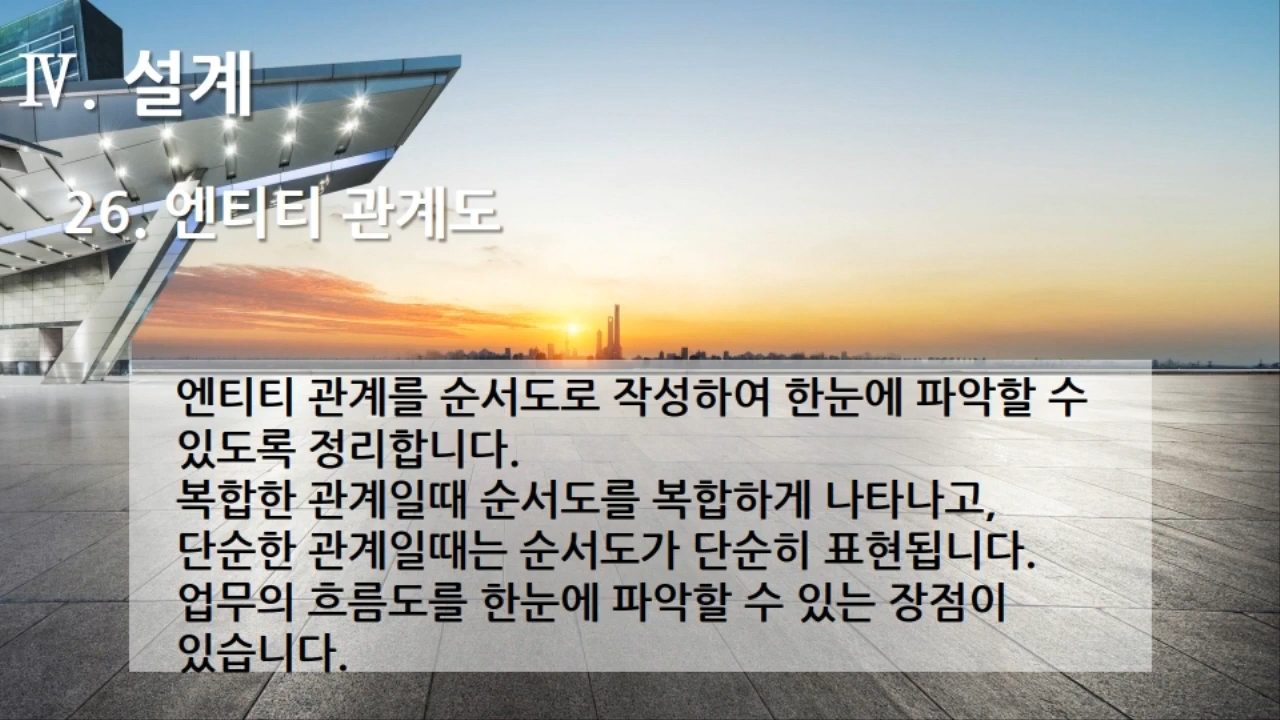 Ⅳ. 설계
26. 엔티티 관계도
엔티티 관계를 순서도로 작성하여 한눈에 파악할 수
있도록 정리합니다.
복합한 관계일때 순서도를 복합하게 나타나고,
단순한 관계일때는 순서도가 단순히 표현됩니다.
업무의 흐름도를 한눈에 파악할 수 있는 장점이
있습니다.